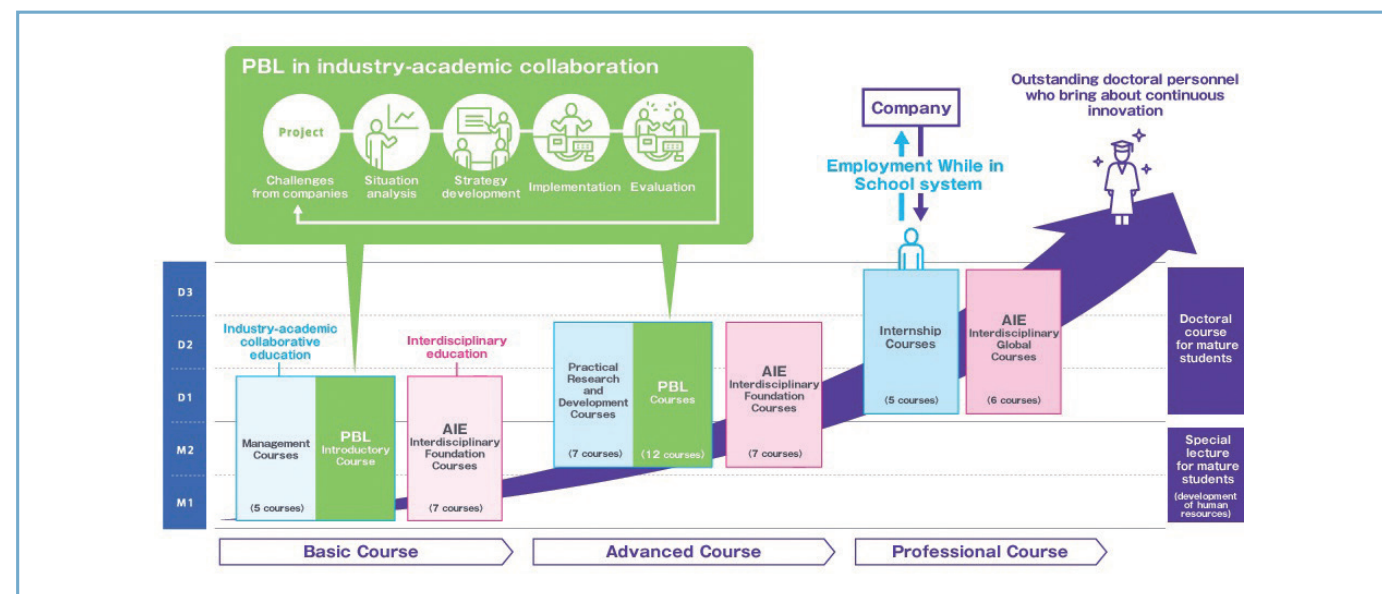 PBL in industry-academic collaboration
Project
Challenges
from companies
Situation
analysis
Strategy
development
Implementation
Evaluation
Company
Employment While in
School system
Outstanding doctoral personnel
who bring about continuous
innovation
D3
D2
D1
M2
M1
Industry-academic
collaborative
education
Interdisciplinary
education
Management
Courses
(5 courses)
PBL
Introductory
Course
AIE
Interdisciplinary
Foundation
Courses
(7 courses)
Practical
Research
and
Development
Courses
(7 courses)
PBL
Courses
(12 courses)
AIE
Interdisciplinary
Foundation
Courses
(7 courses)
Internship
Courses
(5 courses)
AIE
Interdisciplinary
Global
Courses
(6 courses)
Doctoral
course
for mature
students
Special
lecture
for mature
students
(development
of human
resources)
Basic Course
Advanced Course
Professional Course